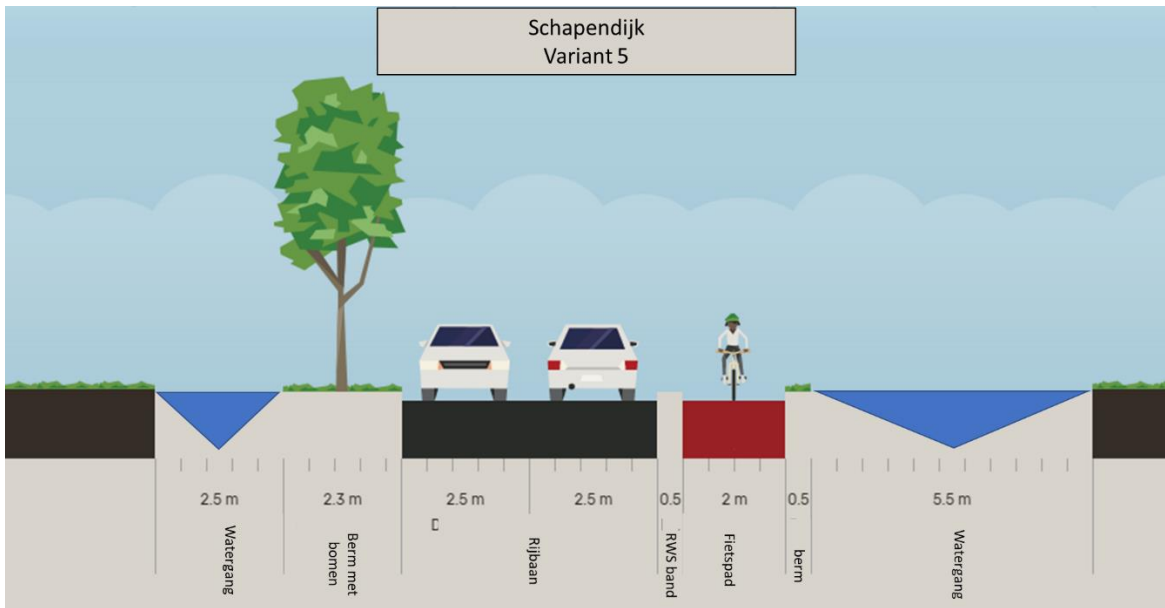 Schapendijk
Variant 5
2.5 m
2.3 m
2.5 m
2.5 m
0.5
2 m
0.5
5.5 m
Watergang
Berm met
bomen
Rijbaan
RWS band
Fietspad
berm
Watergang